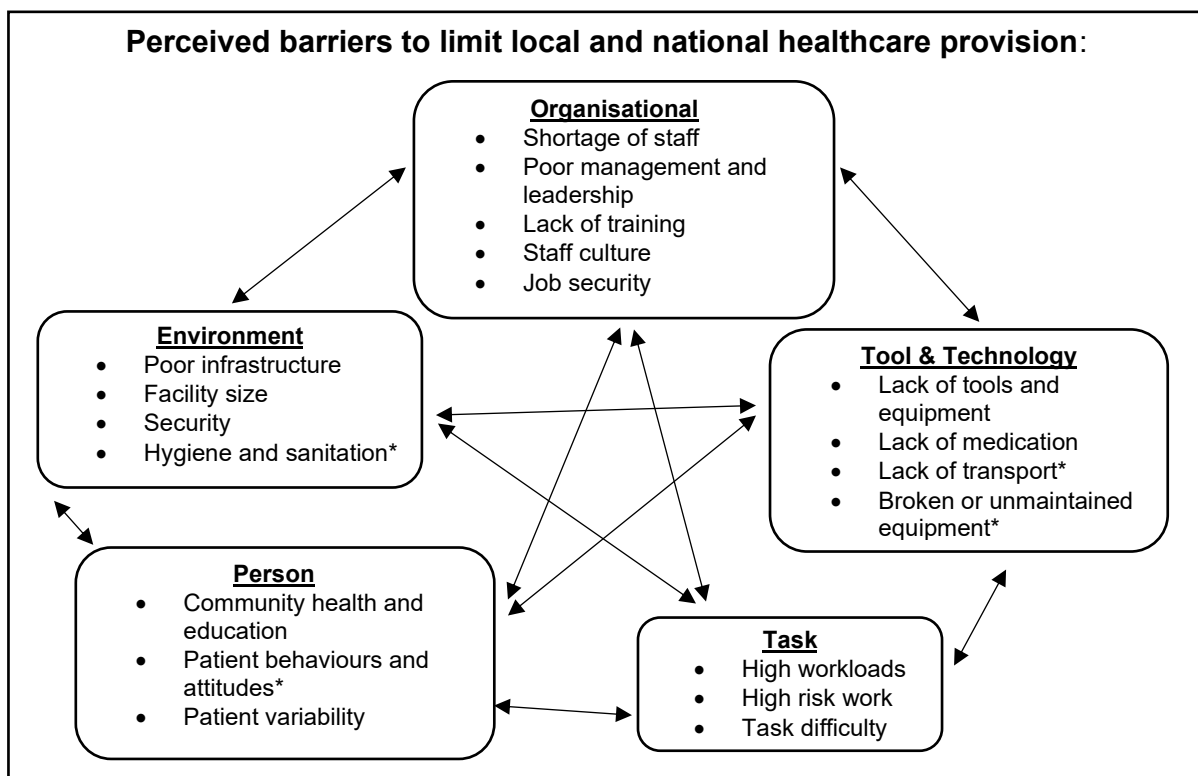 Perceived barriers to limit local and national healthcare provision:
Organisational
• Shortage of staff
• Poor management and
leadership
• Lack of training
• Staff culture
• Job security
Environment
• Poor infrastructure
• Facility size
• Security
• Hygiene and sanitation*
Tool & Technology
• Lack of tools and
equipment
• Lack of medication
• Lack of transport*
• Broken or unmaintained
equipment*
Person
• Community health and
education
• Patient behaviours and
attitudes*
• Patient variability
Task
• High workloads
• High risk work
• Task difficulty